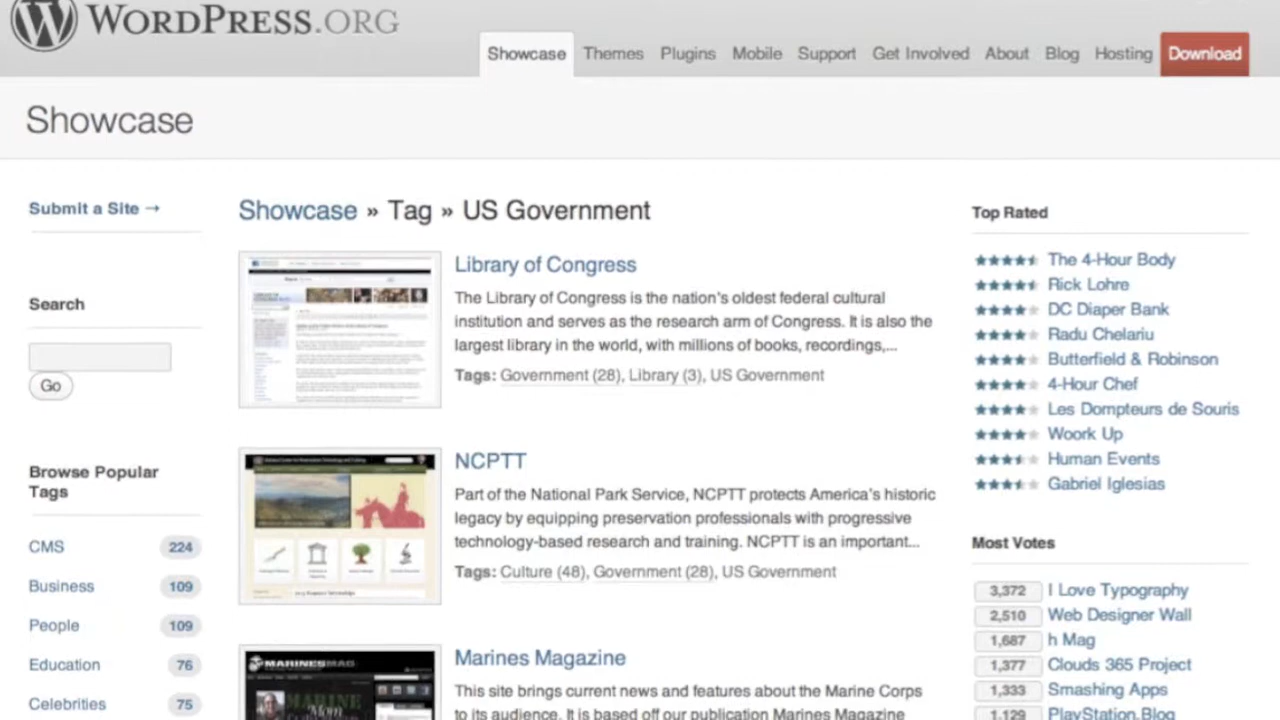 WORDPRESS.ORG
Showcase Themes Plugins Mobile Support Get Involved About Blog Hosting Download
Showcase
Submit a Site →
Search
Go
Browse Popular
Tags
CMS 224
Business 109
People 109
Education 76
Celebrities 75
Showcase » Tag » US Government
Library of Congress
The Library of Congress is the nation's oldest federal cultural
institution and serves as the research arm of Congress. It is also the
largest library in the world, with millions of books, recordings,...
Tags: Government (28), Library (3), US Government
NCPTT
Part of the National Park Service, NCPTT protects America's historic
legacy by equipping preservation professionals with progressive
technology-based research and training. NCPTT is an important...
Tags: Culture (48), Government (28), US Government
MARINESMAG
MARINE
Mom
Marines Magazine
This site brings current news and features about the Marine Corps
to its audience. It is based off our publication Marines Magazine
Top Rated
The 4-Hour Body
Rick Lohre
DC Diaper Bank
Radu Chelariu
Butterfield & Robinson
4-Hour Chef
Les Dompteurs de Souris
Woork Up
Human Events
Gabriel Iglesias
Most Votes
3,372 I Love Typography
2,510 Web Designer Wall
1,687 h Mag
1,377 Clouds 365 Project
1,333 Smashing Apps
1,129 PlayStation.Blog